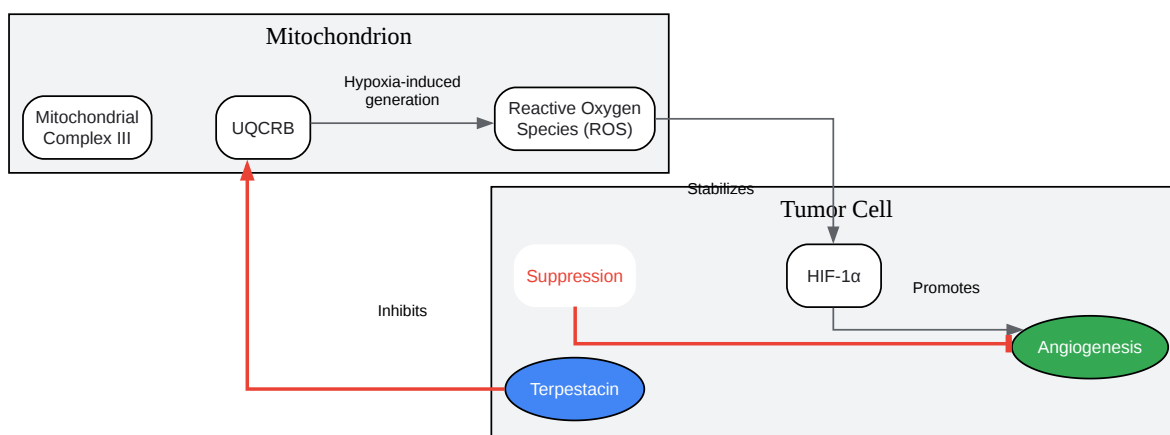 Mitochondrion
Hypoxia-induced
generation
Mitochondrial
Complex III
UQCRB
Reactive Oxygen
Species (ROS)
Stabilizes
Tumor Cell
Suppression
HIF-1α
Inhibits
Promotes
Angiogenesis
Terpestacin